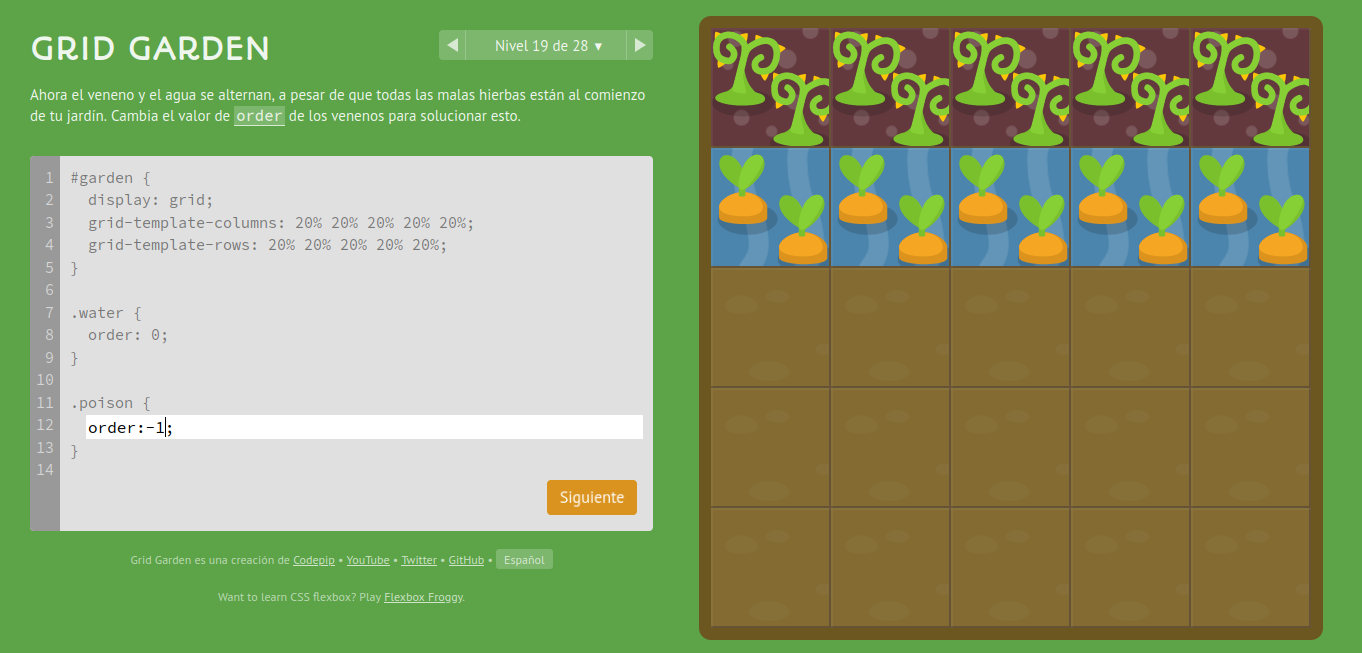 GRID GARDEN
◀ Nivel 19 de 28 ▾ ▶
Ahora el veneno y el agua se alternan, a pesar de que todas las malas hierbas están al comienzo
de tu jardín. Cambia el valor de order de los venenos para solucionar esto.
1 #garden {
2 display: grid;
3 grid-template-columns: 20% 20% 20% 20% 20%;
4 grid-template-rows: 20% 20% 20% 20% 20%;
5 }
6
7 .water {
8 order: 0;
9 }
10
11 .poison {
12 order:-1;
13 }
14
Siguiente
Grid Garden es una creación de Codepip • YouTube • Twitter • GitHub • Español
Want to learn CSS flexbox? Play Flexbox Froggy.